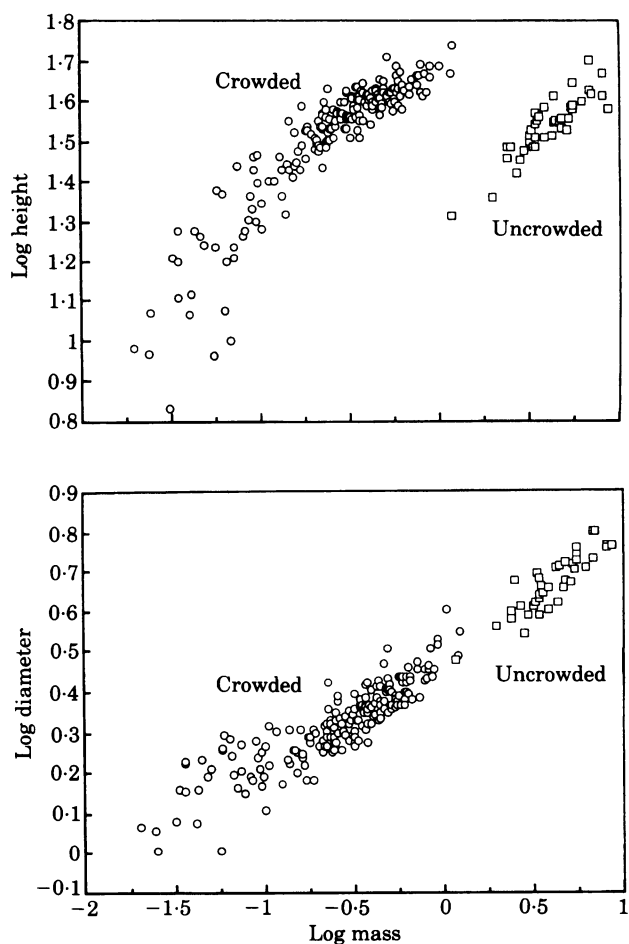 1·8
1·7
1·6
1·5
1·4
1·3
1·2
1·1
1
0·9
0·8
Log height
Crowded
Uncrowded
0·9
0·8
0·7
0·6
0·5
0·4
0·3
0·2
0·1
0
−0·1
Log diameter
Crowded
Uncrowded
−2 −1·5 −1 −0·5 0 0·5 1
Log mass